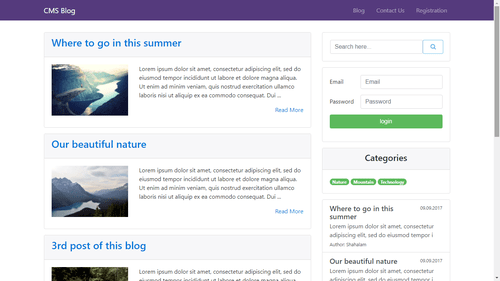 CMS Blog
Blog Contact Us Registration
Where to go in this summer
Lorem ipsum dolor sit amet, consectetur adipiscing elit, sed do
eiusmod tempor incididunt ut labore et dolore magna aliqua.
Ut enim ad minim veniam, quis nostrud exercitation ullamco
laboris nisi ut aliquip ex ea commodo consequat. Dui ...
Read More
Our beautiful nature
Lorem ipsum dolor sit amet, consectetur adipiscing elit, sed do
eiusmod tempor incididunt ut labore et dolore magna aliqua.
Ut enim ad minim veniam, quis nostrud exercitation ullamco
laboris nisi ut aliquip ex ea commodo consequat. Dui ...
Read More
3rd post of this blog
Lorem ipsum dolor sit amet, consectetur adipiscing elit, sed do
Search here..
Email Email
Password Password
login
Categories
Nature Mountain Technology
Where to go in this summer 09.09.2017
Lorem ipsum dolor sit amet, consectetur
adipiscing elit, sed do eiusmod tempor i
Author: Shahalam
Our beautiful nature 09.09.2017
Lorem ipsum dolor sit amet, consectetur
adipiscing elit, sed do eiusmod tempor i